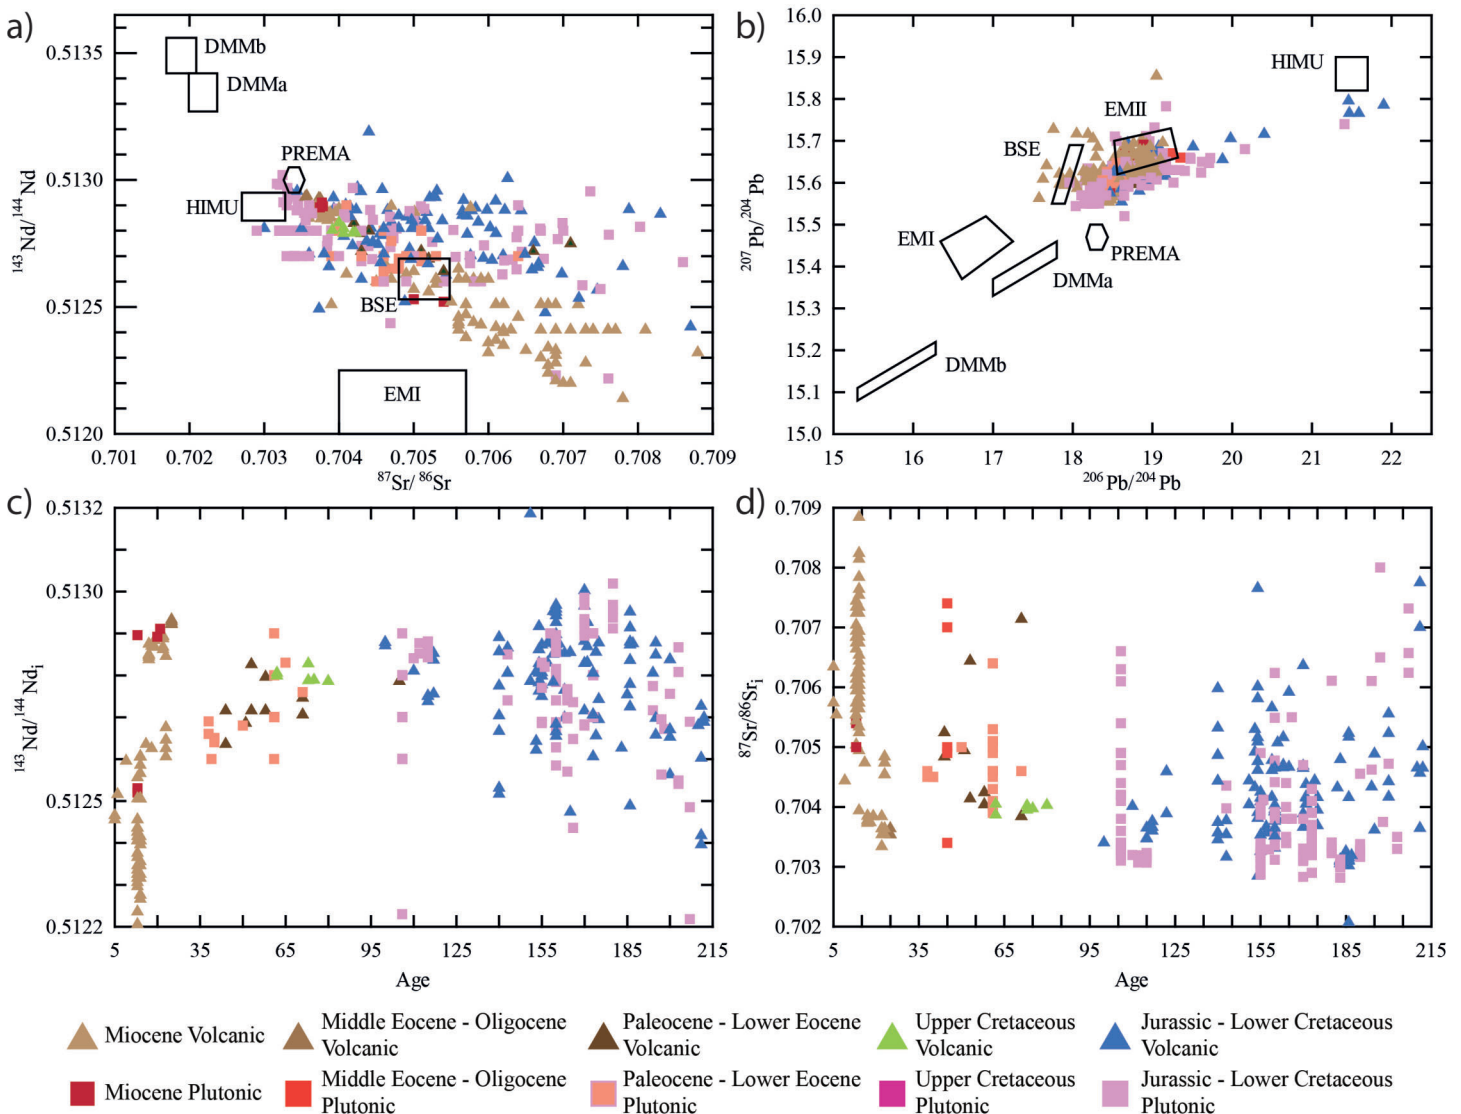 a)
0.5135
0.5130
0.5125
0.5120
143Nd/144Nd
DMMb
DMMa
PREMA
HIMU
BSE
EMI
0.701 0.702 0.703 0.704 0.705 0.706 0.707 0.708 0.709
87Sr/86Sr
b)
16.0
15.9
15.8
15.7
15.6
15.5
15.4
15.3
15.2
15.1
15.0
207Pb/204Pb
HIMU
EMII
BSE
EMI
PREMA
DMMa
DMMb
15 16 17 18 19 20 21 22
206Pb/204Pb
c)
0.5132
0.5130
0.5125
0.5122
143Nd/144Ndi
5 35 65 95 125 155 185 215
Age
d)
0.709
0.708
0.707
0.706
0.705
0.704
0.703
0.702
87Sr/86Sri
5 35 65 95 125 155 185 215
Age
Miocene Volcanic
Middle Eocene - Oligocene
Volcanic
Paleocene - Lower Eocene
Volcanic
Upper Cretaceous
Volcanic
Jurassic - Lower Cretaceous
Volcanic
Miocene Plutonic
Middle Eocene - Oligocene
Plutonic
Paleocene - Lower Eocene
Plutonic
Upper Cretaceous
Plutonic
Jurassic - Lower Cretaceous
Plutonic